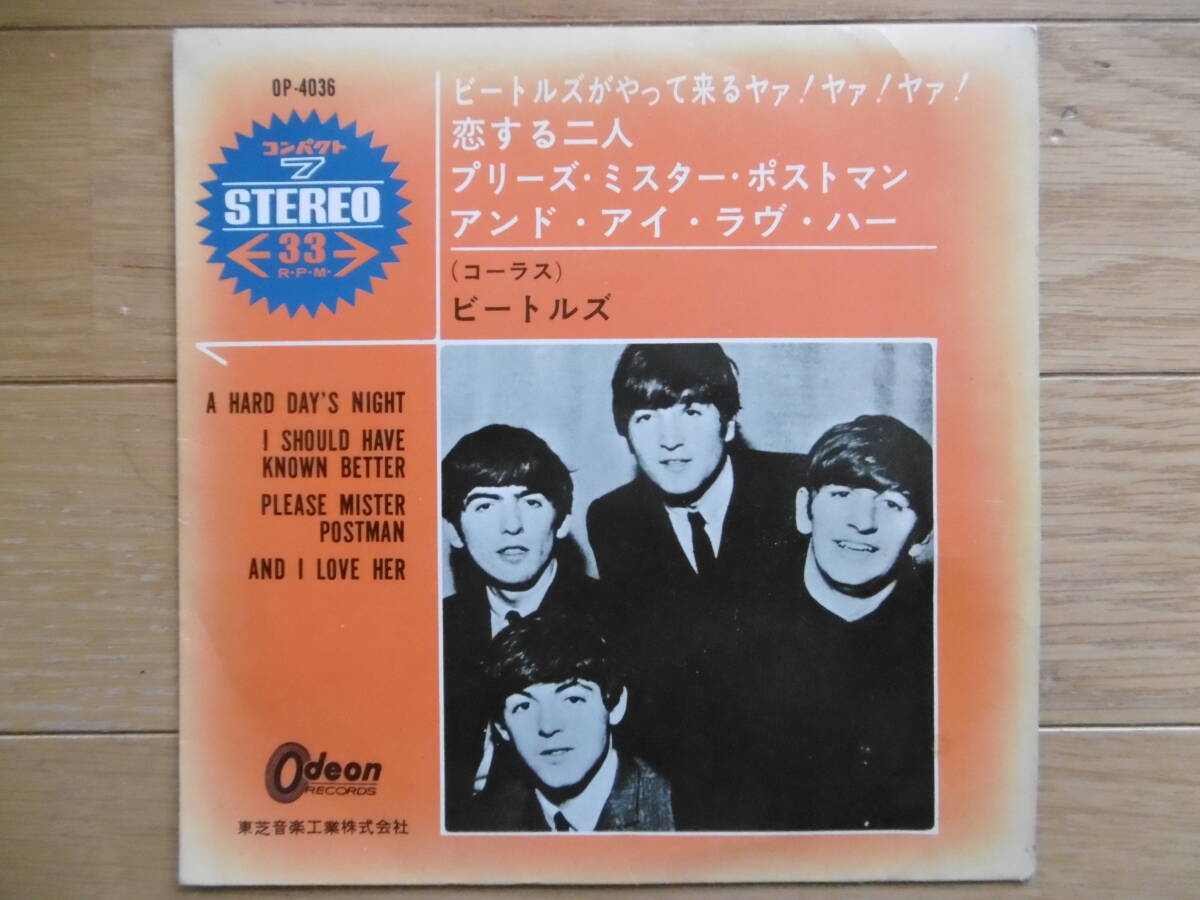 OP-4036
コンパクト
7
STEREO
33
R・P・M・
ビートルズがやって来るヤァ！ヤァ！ヤァ！
恋する二人
プリーズ・ミスター・ポストマン
アンド・アイ・ラヴ・ハー
(コーラス)
ビートルズ
A HARD DAY'S NIGHT
I SHOULD HAVE
KNOWN BETTER
PLEASE MISTER
POSTMAN
AND I LOVE HER
Odeon
RECORDS
東芝音楽工業株式会社